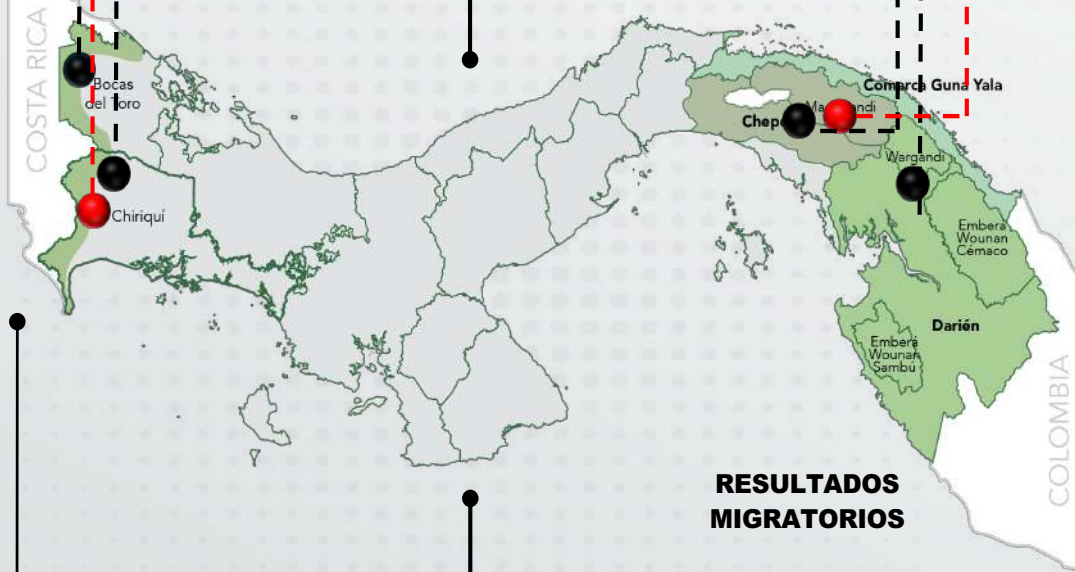 COSTA RICA
Bocas
del Toro
Chiriquí
Comarca Guna Yala
Chepo
Wargandi
Emberá
Wounan
Cémaco
Darién
Emberá
Wounan
Sambú
COLOMBIA
RESULTADOS
MIGRATORIOS